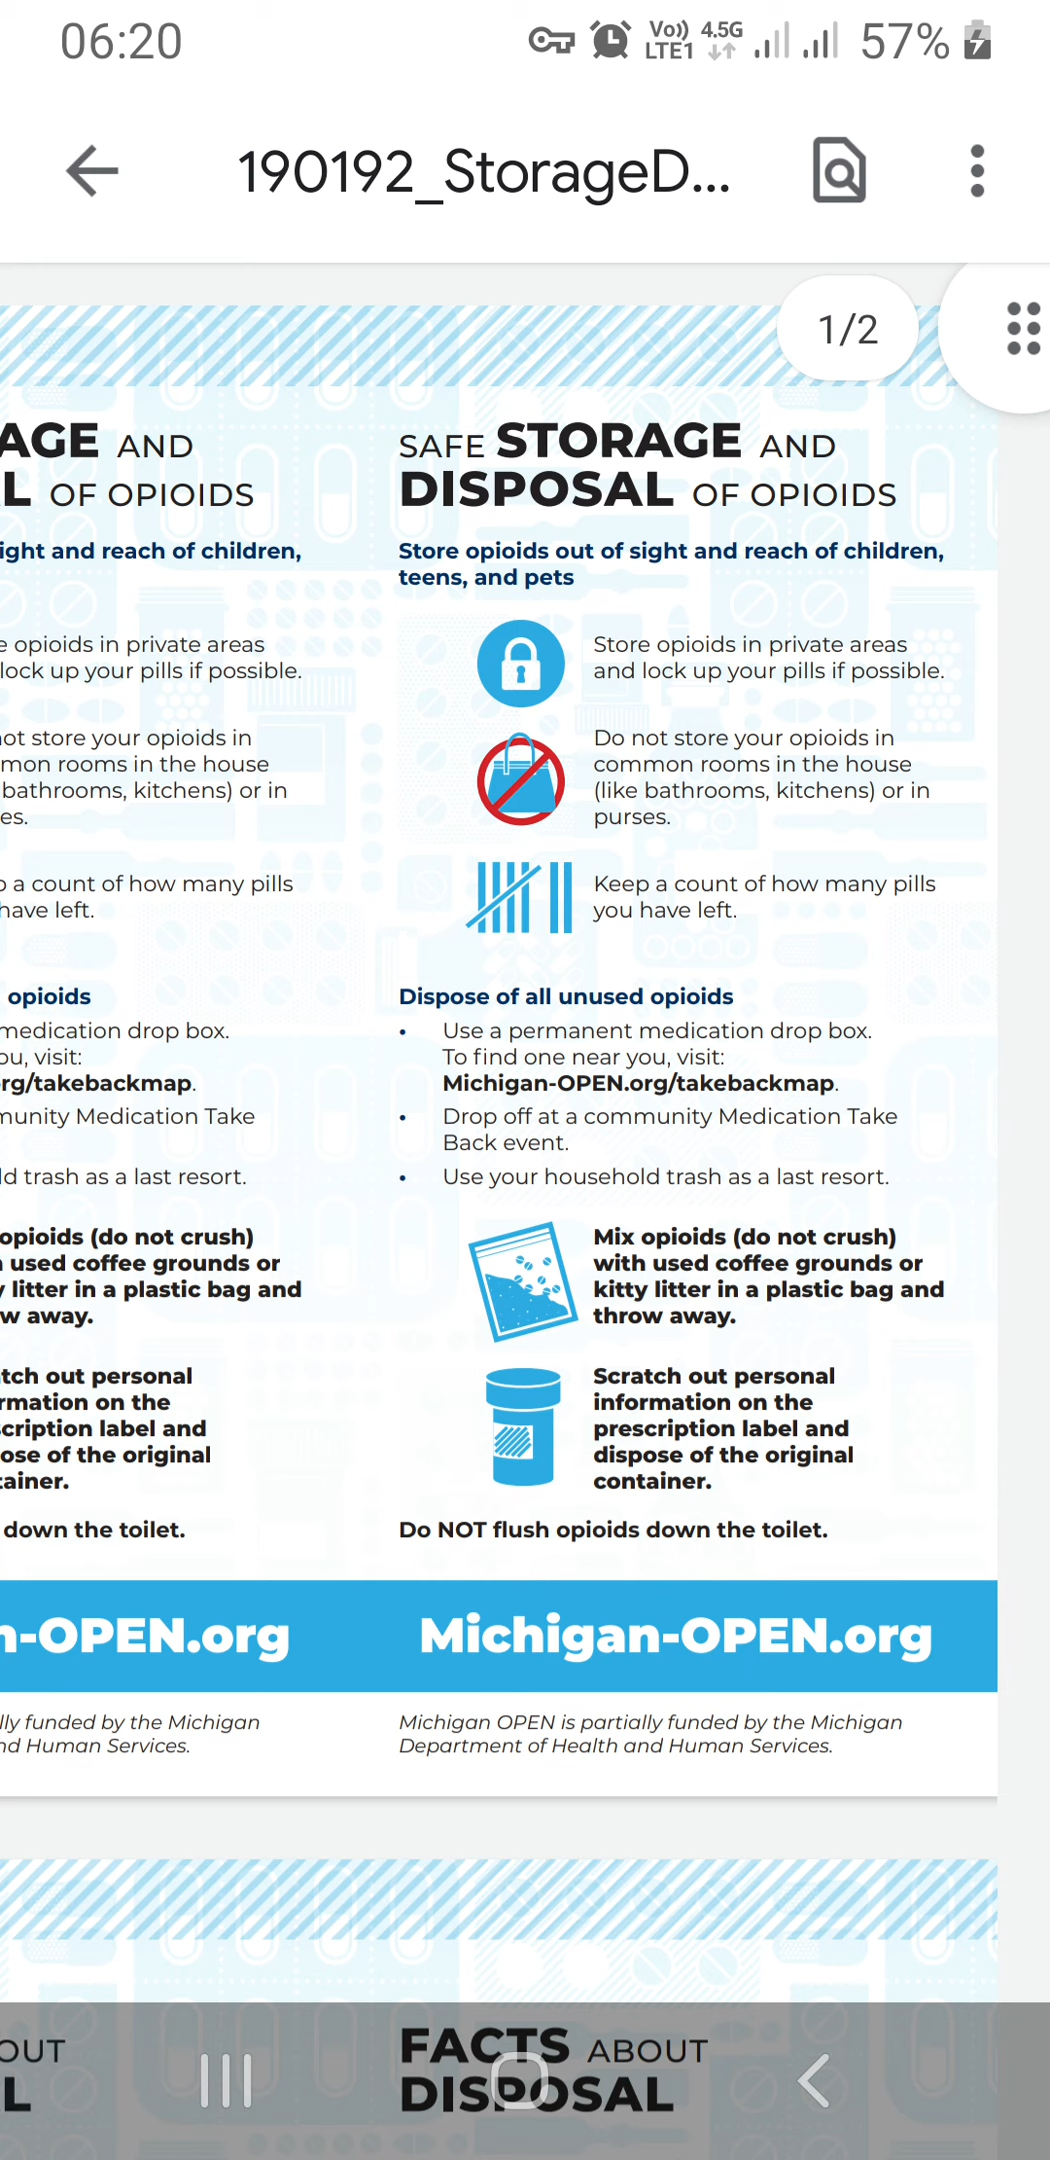 06:20
Vo)) 4.5G
LTE1
57%
190192_StorageD...
1/2
AGE AND
L OF OPIOIDS
ight and reach of children,
e opioids in private areas
lock up your pills if possible.
ot store your opioids in
mon rooms in the house
bathrooms, kitchens) or in
es.
o a count of how many pills
have left.
opioids
medication drop box.
ou, visit:
rg/takebackmap.
munity Medication Take
ld trash as a last resort.
opioids (do not crush)
n used coffee grounds or
y litter in a plastic bag and
w away.
tch out personal
rmation on the
scription label and
ose of the original
tainer.
down the toilet.
n-OPEN.org
lly funded by the Michigan
nd Human Services.
SAFE STORAGE AND
DISPOSAL OF OPIOIDS
Store opioids out of sight and reach of children,
teens, and pets
Store opioids in private areas
and lock up your pills if possible.
Do not store your opioids in
common rooms in the house
(like bathrooms, kitchens) or in
purses.
Keep a count of how many pills
you have left.
Dispose of all unused opioids
• Use a permanent medication drop box.
To find one near you, visit:
Michigan-OPEN.org/takebackmap.
• Drop off at a community Medication Take
Back event.
• Use your household trash as a last resort.
Mix opioids (do not crush)
with used coffee grounds or
kitty litter in a plastic bag and
throw away.
Scratch out personal
information on the
prescription label and
dispose of the original
container.
Do NOT flush opioids down the toilet.
Michigan-OPEN.org
Michigan OPEN is partially funded by the Michigan
Department of Health and Human Services.
OUT
L
FACTS ABOUT
DISPOSAL